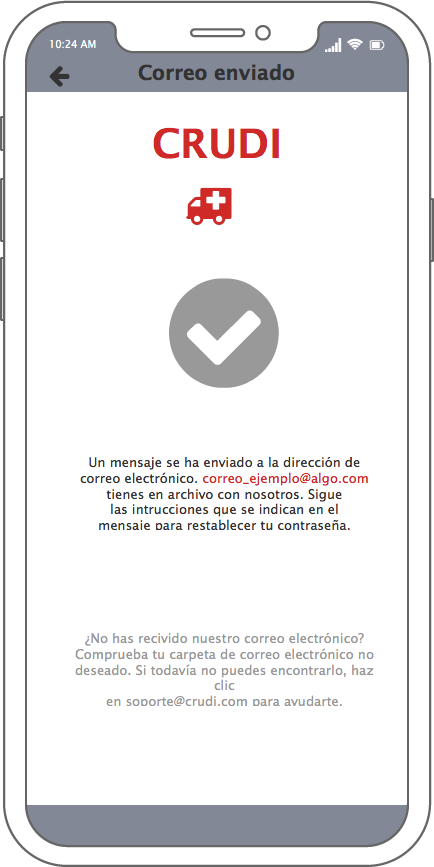 10:24 AM
Correo enviado
CRUDI
Un mensaje se ha enviado a la dirección de
correo electrónico. correo_ejemplo@algo.com
tienes en archivo con nosotros. Sigue
las intrucciones que se indican en el
mensaje para restablecer tu contraseña.
¿No has recivido nuestro correo electrónico?
Comprueba tu carpeta de correo electrónico no
deseado. Si todavía no puedes encontrarlo, haz
clic
en soporte@crudi.com para ayudarte.